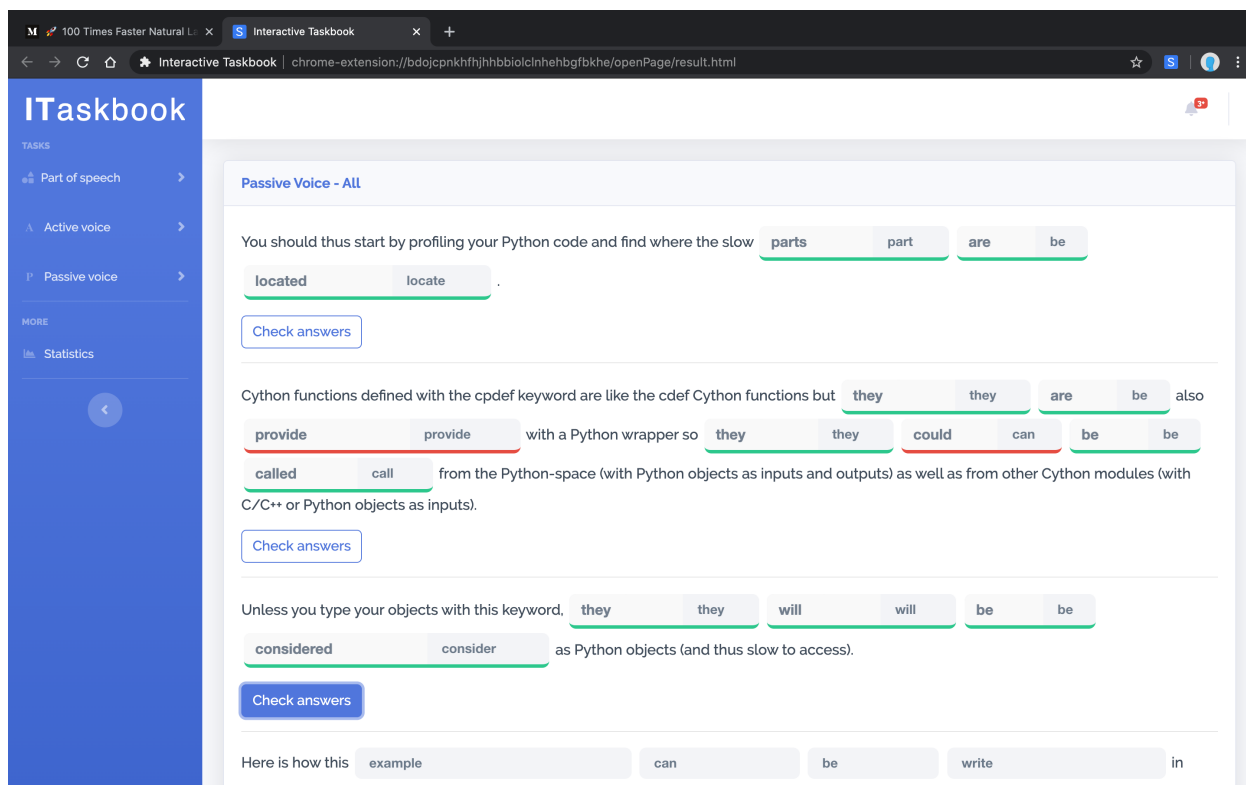 M 🚀 100 Times Faster Natural La
S Interactive Taskbook
Interactive Taskbook | chrome-extension://bdojcpnkhfhjhhbbiolclnhehbgfbkhe/openPage/result.html
S
ITaskbook
3+
TASKS
Part of speech
A Active voice
P Passive voice
MORE
Statistics
Passive Voice - All
You should thus start by profiling your Python code and find where the slow parts part are be
located locate .
Check answers
Cython functions defined with the cpdef keyword are like the cdef Cython functions but they they are be also
provide provide with a Python wrapper so they they could can be be
called call from the Python-space (with Python objects as inputs and outputs) as well as from other Cython modules (with
C/C++ or Python objects as inputs).
Check answers
Unless you type your objects with this keyword, they they will will be be
considered consider as Python objects (and thus slow to access).
Check answers
Here is how this example can be write in